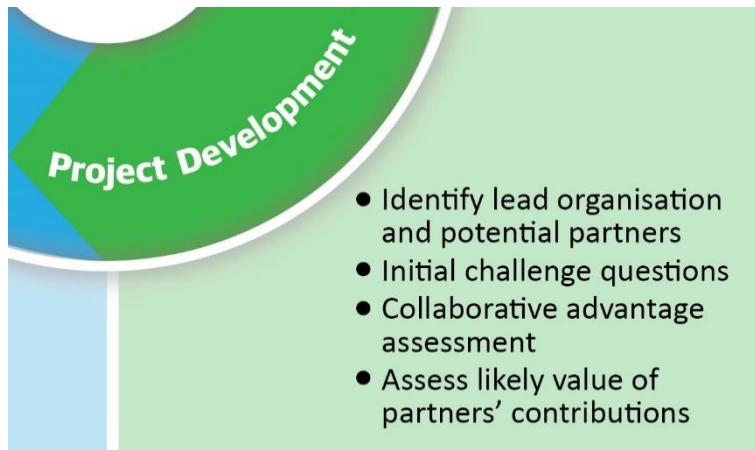 Project Development
• Identify lead organisation
and potential partners
• Initial challenge questions
• Collaborative advantage
assessment
• Assess likely value of
partners’ contributions